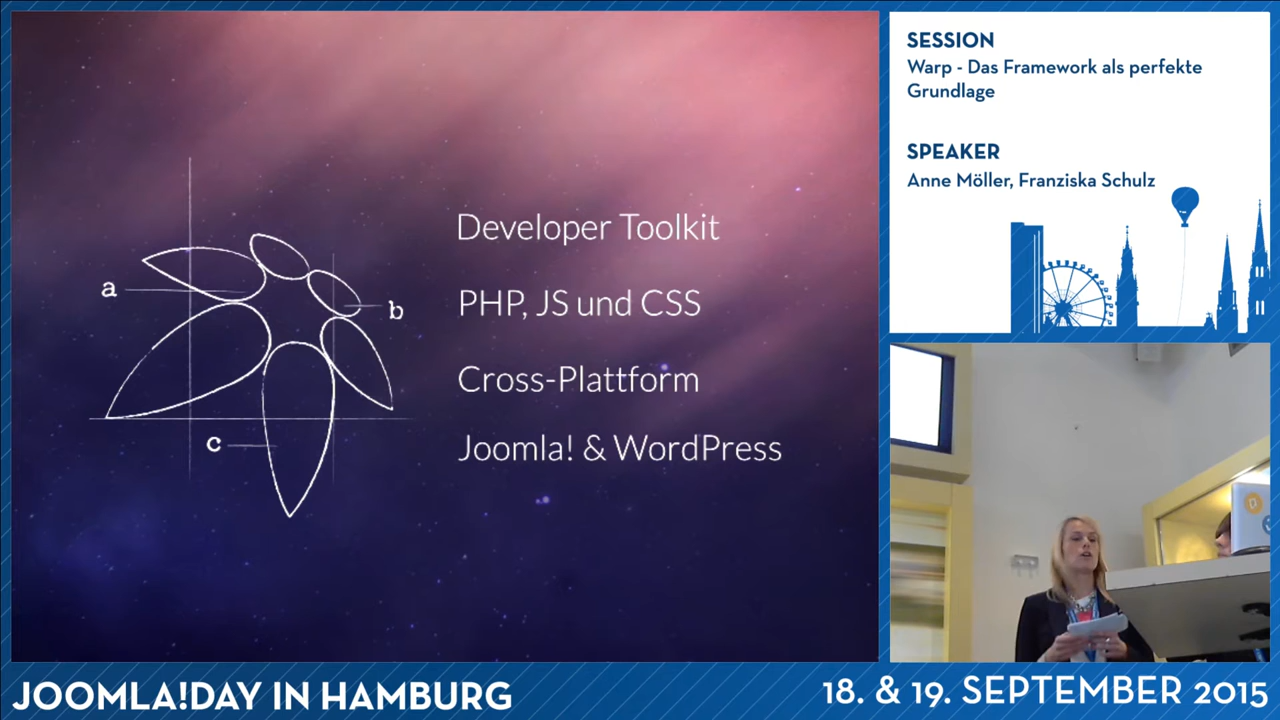 a
b
c
Developer Toolkit
PHP, JS und CSS
Cross-Plattform
Joomla! & WordPress
SESSION
Warp - Das Framework als perfekte
Grundlage
SPEAKER
Anne Möller, Franziska Schulz
JOOMLA!DAY IN HAMBURG
18. & 19. SEPTEMBER 2015